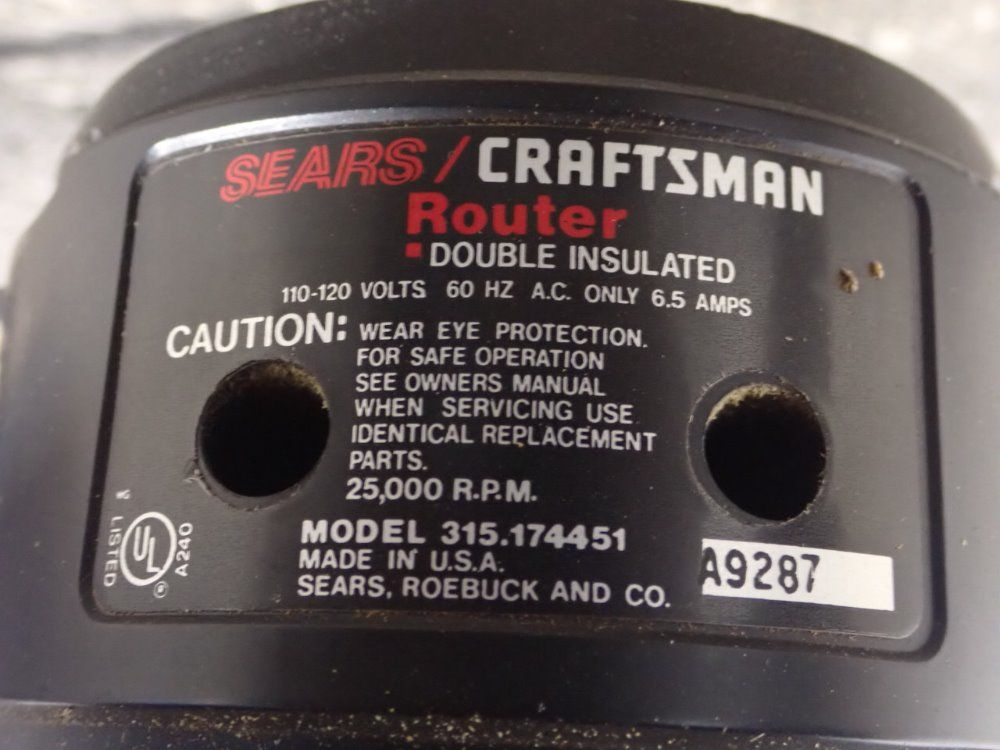 SEARS / CRAFTSMAN
Router
DOUBLE INSULATED
110-120 VOLTS 60 HZ A.C. ONLY 6.5 AMPS
CAUTION: WEAR EYE PROTECTION.
FOR SAFE OPERATION
SEE OWNERS MANUAL
WHEN SERVICING USE
IDENTICAL REPLACEMENT
PARTS.
25,000 R.P.M.
MODEL 315.174451
MADE IN U.S.A.
SEARS, ROEBUCK AND CO.
A9287
LISTED
UL ®
A240